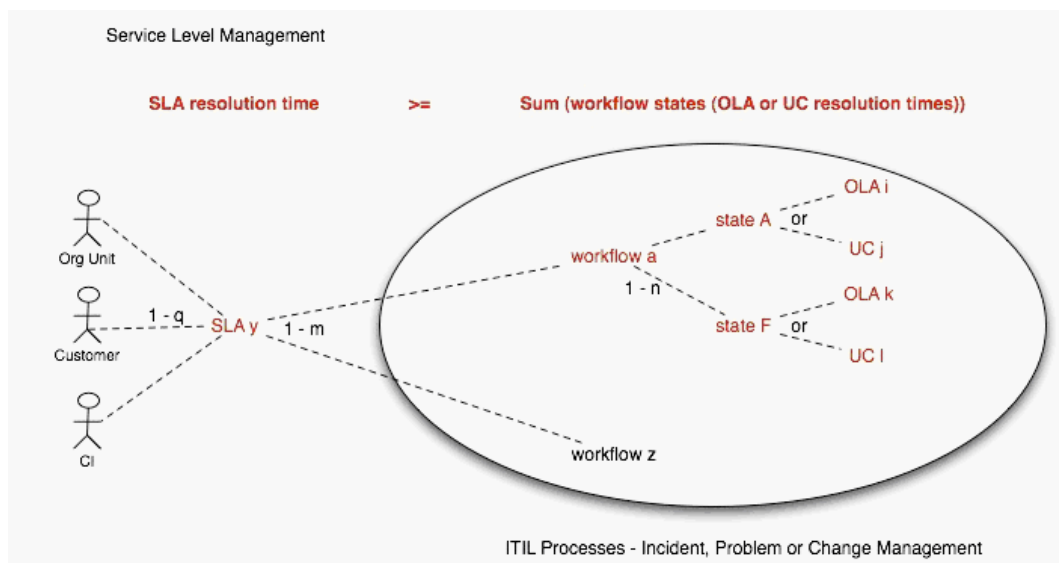 Service Level Management
SLA resolution time >= Sum (workflow states (OLA or UC resolution times))
OLA i
state A or
UC j
Org Unit
workflow a
1 - n
OLA k
1 - q
SLA y
1 - m
state F or
Customer
UC l
CI
workflow z
ITIL Processes - Incident, Problem or Change Management